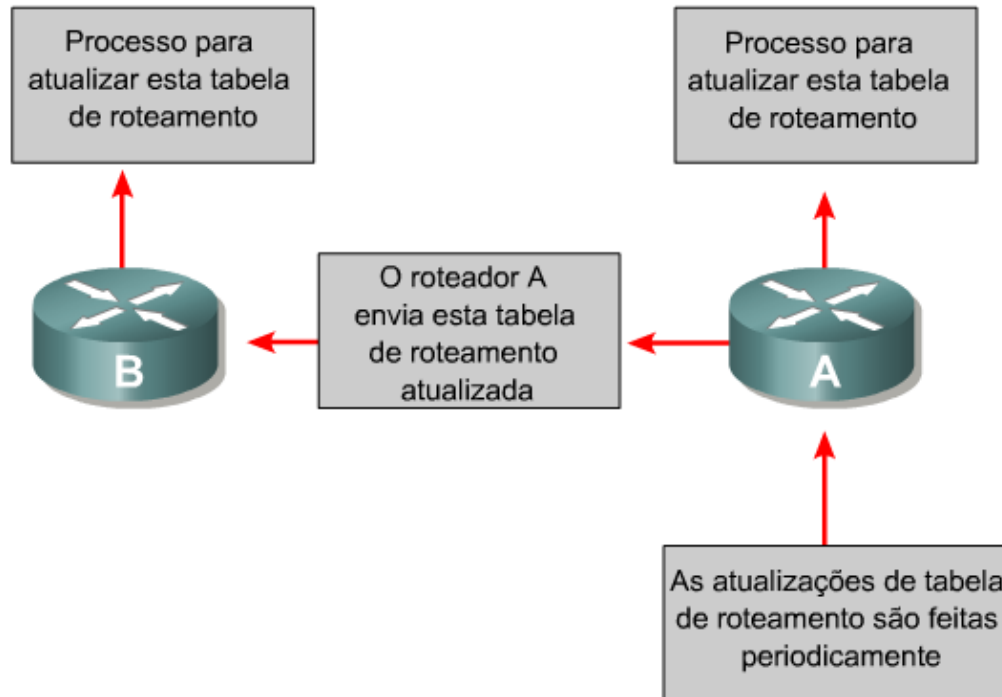 Processo para
atualizar esta tabela
de roteamento
Processo para
atualizar esta tabela
de roteamento
B
O roteador A
envia esta tabela
de roteamento
atualizada
A
As atualizações de tabela
de roteamento são feitas
periodicamente